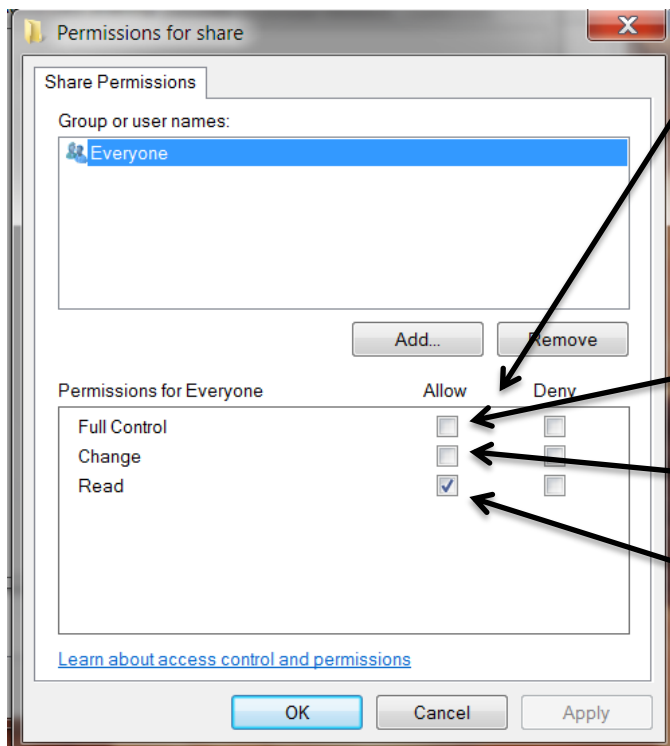 Permissions for share
Share Permissions
Group or user names:
Everyone
Add... Remove
Permissions for Everyone Allow Deny
Full Control
Change
Read
Learn about access control and permissions
OK Cancel Apply